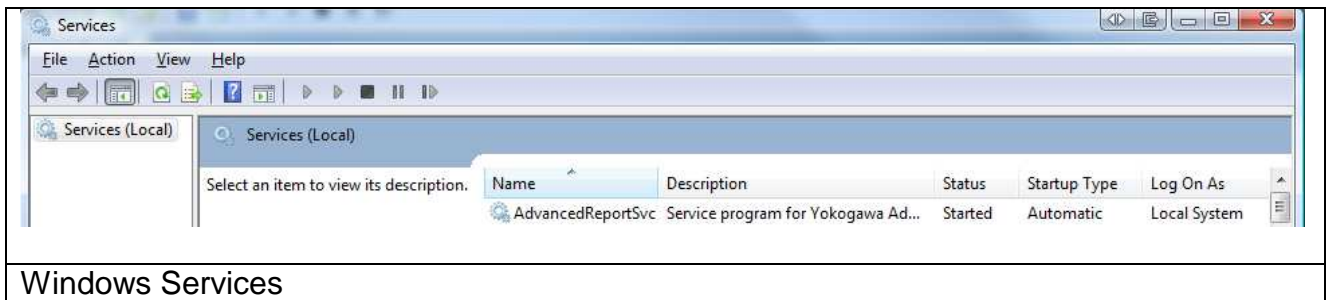 Services
File Action View Help
Services (Local)
Services (Local)
Select an item to view its description.
Name Description Status Startup Type Log On As
AdvancedReportSvc Service program for Yokogawa Ad... Started Automatic Local System
Windows Services